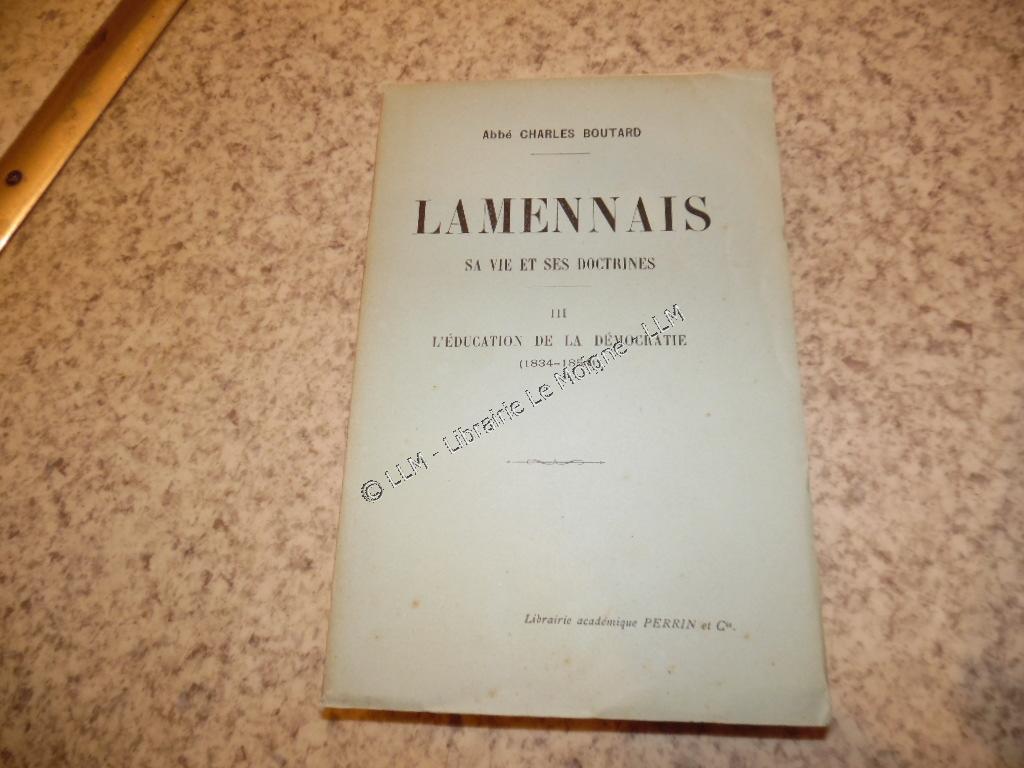 Abbé CHARLES BOUTARD
LAMENNAIS
SA VIE ET SES DOCTRINES
III
L'ÉDUCATION DE LA DÉMOCRATIE
(1834-
© LLM - Librairie Le Moigne - LLM
Librairie académique PERRIN et Cie.